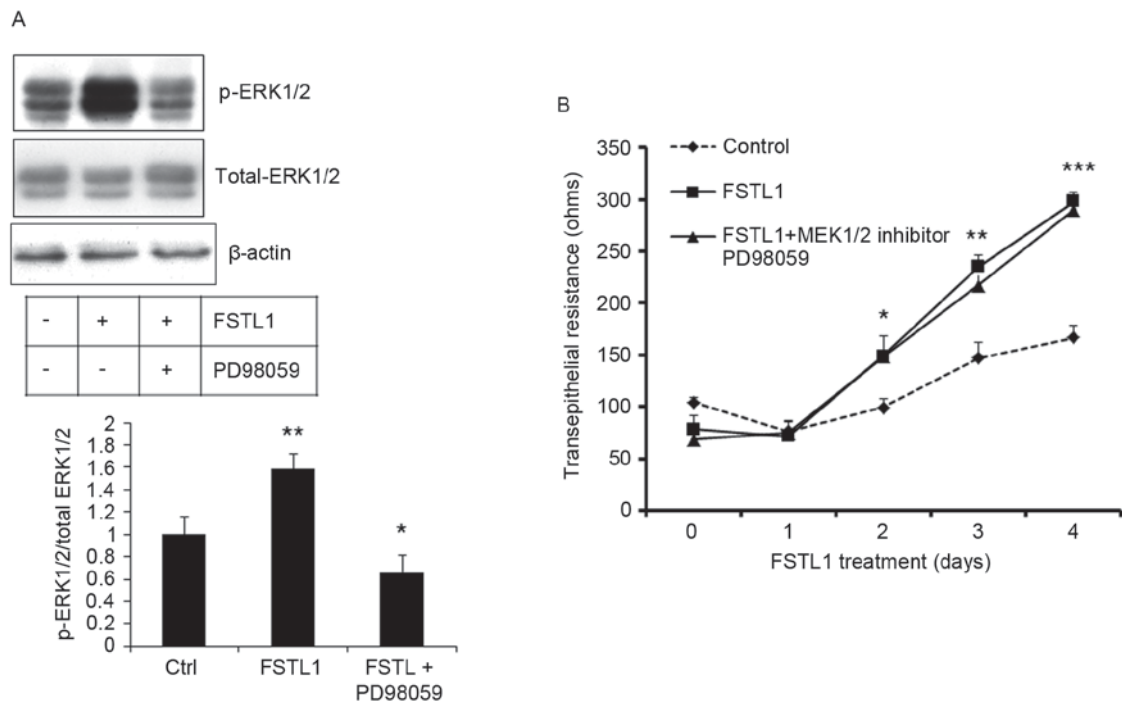 A
p-ERK1/2
Total-ERK1/2
β-actin
- + + FSTL1
- - + PD98059
p-ERK1/2/total ERK1/2
2
1.8
1.6
1.4
1.2
1
0.8
0.6
0.4
0.2
0
**
*
Ctrl FSTL1 FSTL +
PD98059
B
Transepithelial resistance (ohms)
350
300
250
200
150
100
50
0
Control
FSTL1
FSTL1+MEK1/2 inhibitor
PD98059
*
**
***
0 1 2 3 4
FSTL1 treatment (days)